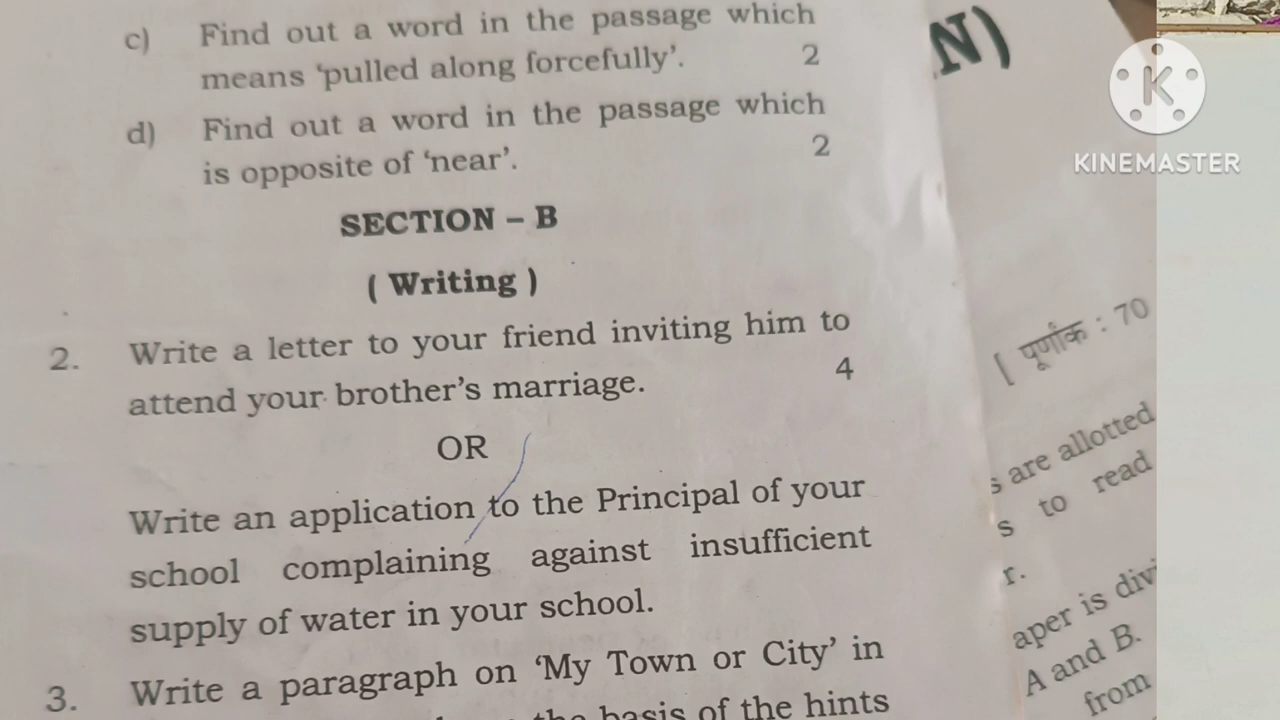 c) Find out a word in the passage which
means 'pulled along forcefully'. 2
d) Find out a word in the passage which
is opposite of 'near'. 2
SECTION – B
( Writing )
2. Write a letter to your friend inviting him to
attend your brother's marriage. 4
OR
Write an application to the Principal of your
school complaining against insufficient
supply of water in your school.
3. Write a paragraph on 'My Town or City' in
the basis of the hints
N)
K
KINEMASTER
[ पूर्णांक : 70
s are allotted
s to read
r.
aper is divi
A and B.
from